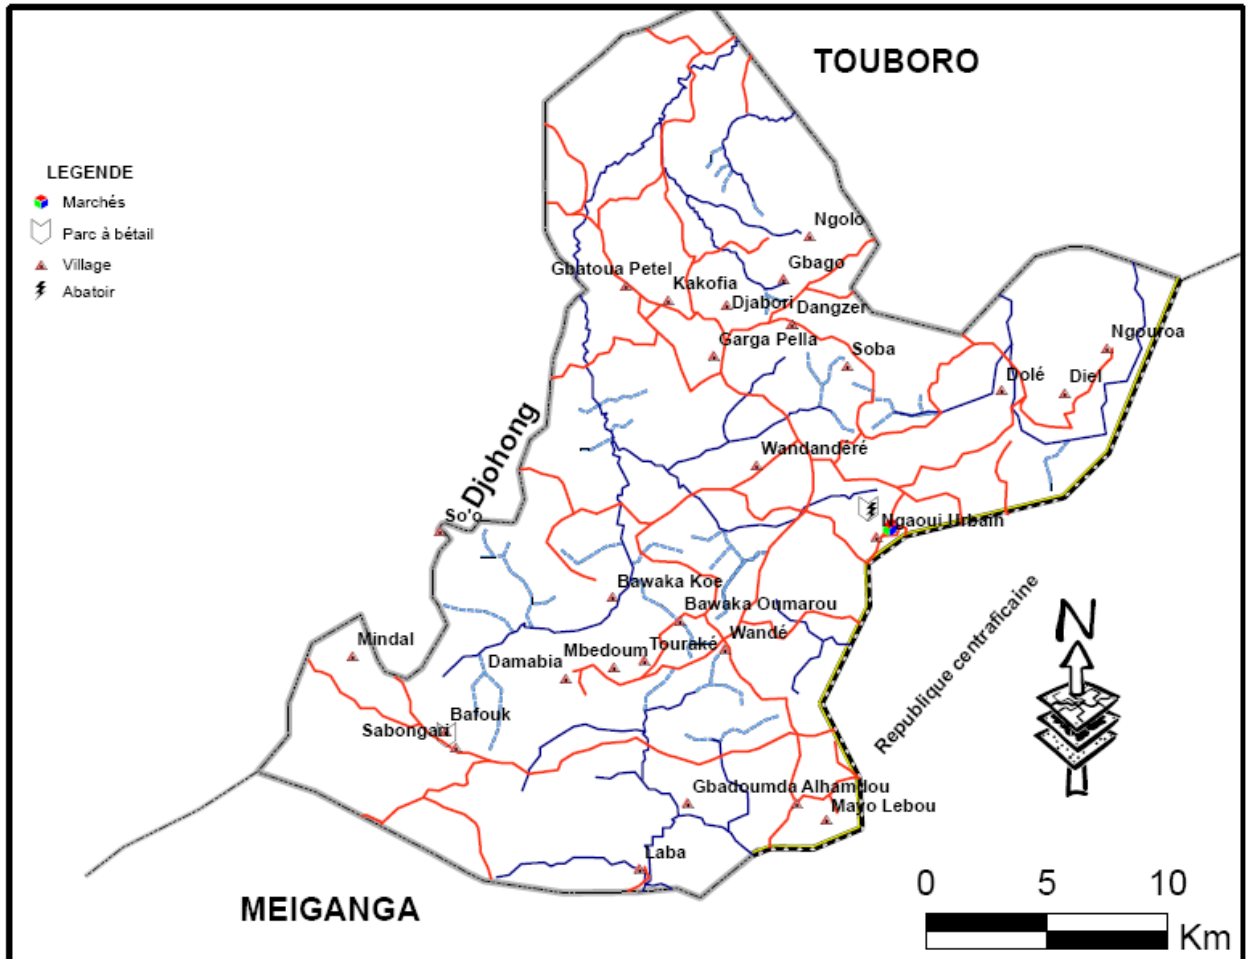 TOUBORO
LEGENDE
Marchés
Parc à bétail
Village
Abatoir
Ngolo
Gbatoua Petel
Kakofia
Gbago
Djabori
Dangzer
Garga Pella
Soba
Ngouroa
Dolé
Diel
Djohong
Wandanderé
So'o
Ngaoui Urbain
Bawaka Koe
Bawaka Oumarou
Republique centraficaine
N
Mindal
Damabia
Mbedoum
Touraké
Wandé
Sabongari
Bafouk
Gbadoumda
Alhamdou
Mayo Lebou
Laba
MEIGANGA
0 5 10
Km